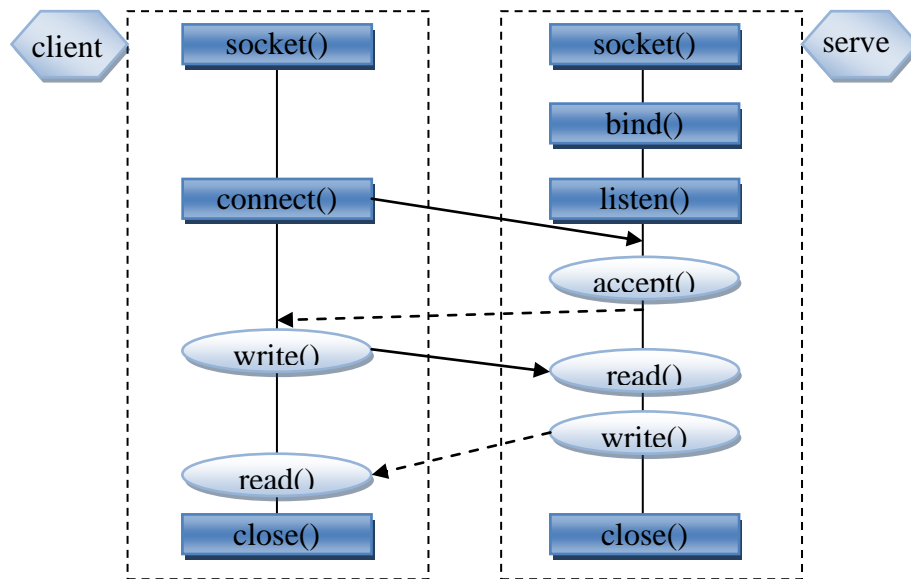 client
socket()
socket()
serve
bind()
connect()
listen()
accept()
write()
read()
write()
read()
close()
close()